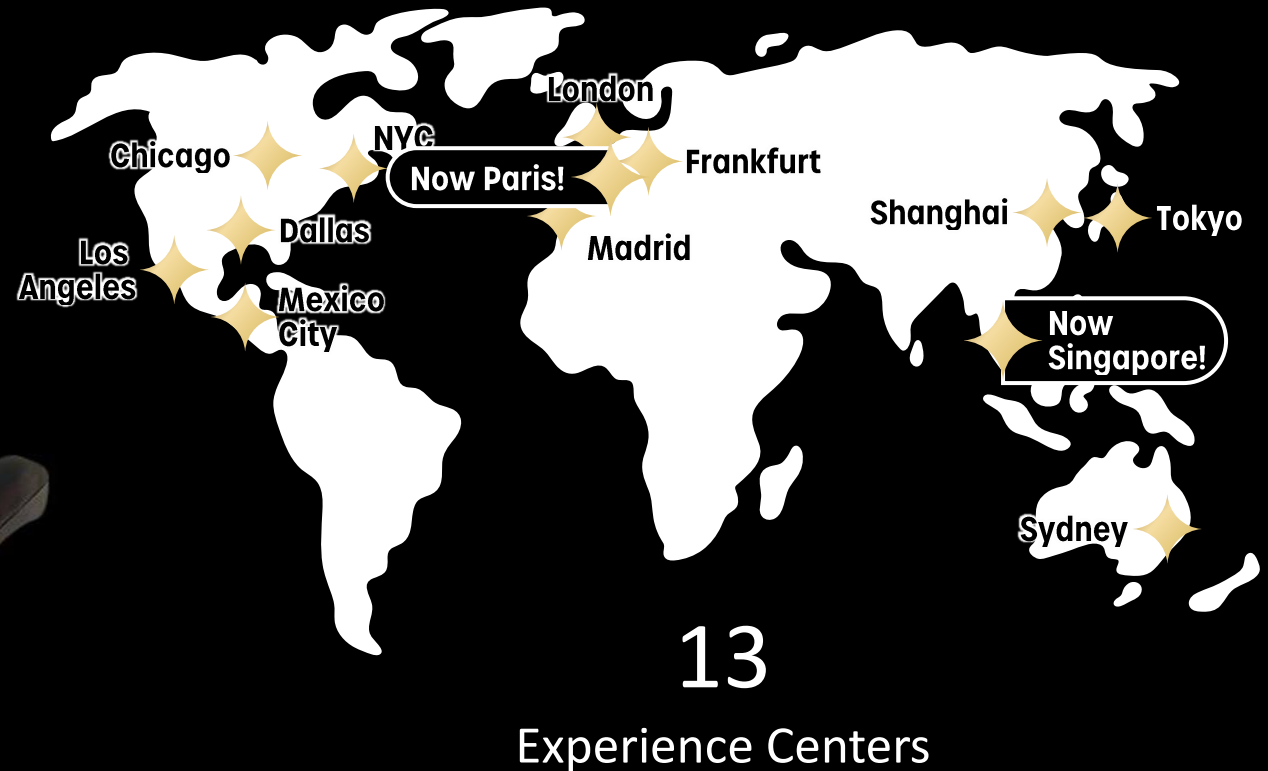 London
NYC
Chicago
Now Paris!
Frankfurt
Shanghai
Tokyo
Dallas
Madrid
Los
Angeles
Mexico
City
Now
Singapore!
Sydney
13
Experience Centers